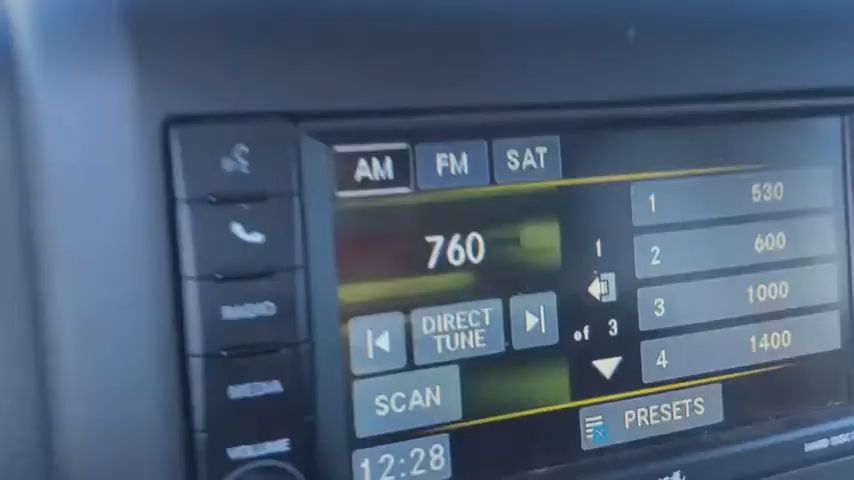 AM FM SAT
760
DIRECT
TUNE
SCAN
12:28
1
of 3
1 530
2 600
3 1000
4 1400
PRESETS
RADIO
MEDIA
VOLUME